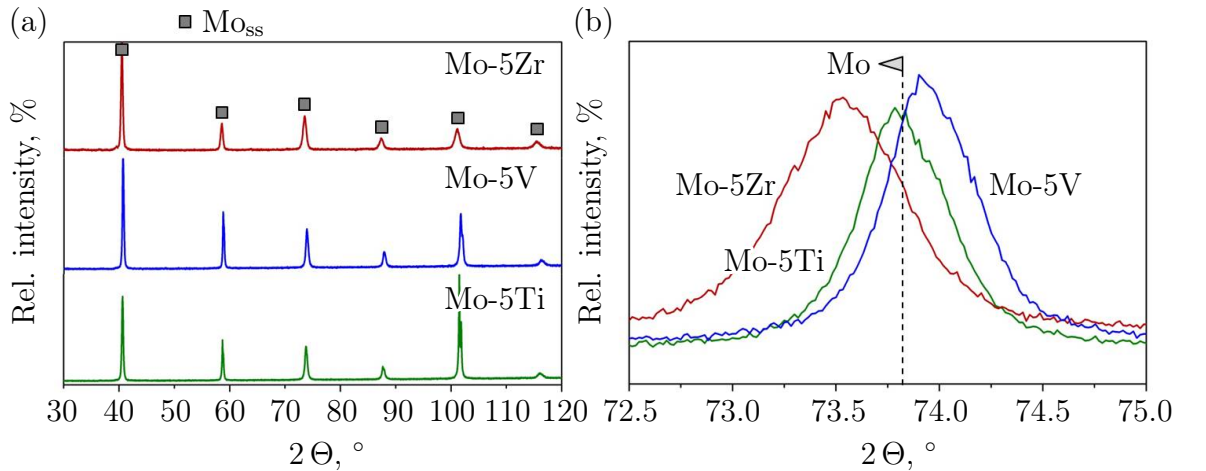 (a)
Mo_ss
Mo-5Zr
Mo-5V
Mo-5Ti
Rel. intensity, %
30 40 50 60 70 80 90 100 110 120
2 Θ, °
(b)
Mo
Mo-5Zr
Mo-5V
Mo-5Ti
Rel. intensity, %
72.5 73.0 73.5 74.0 74.5 75.0
2 Θ, °